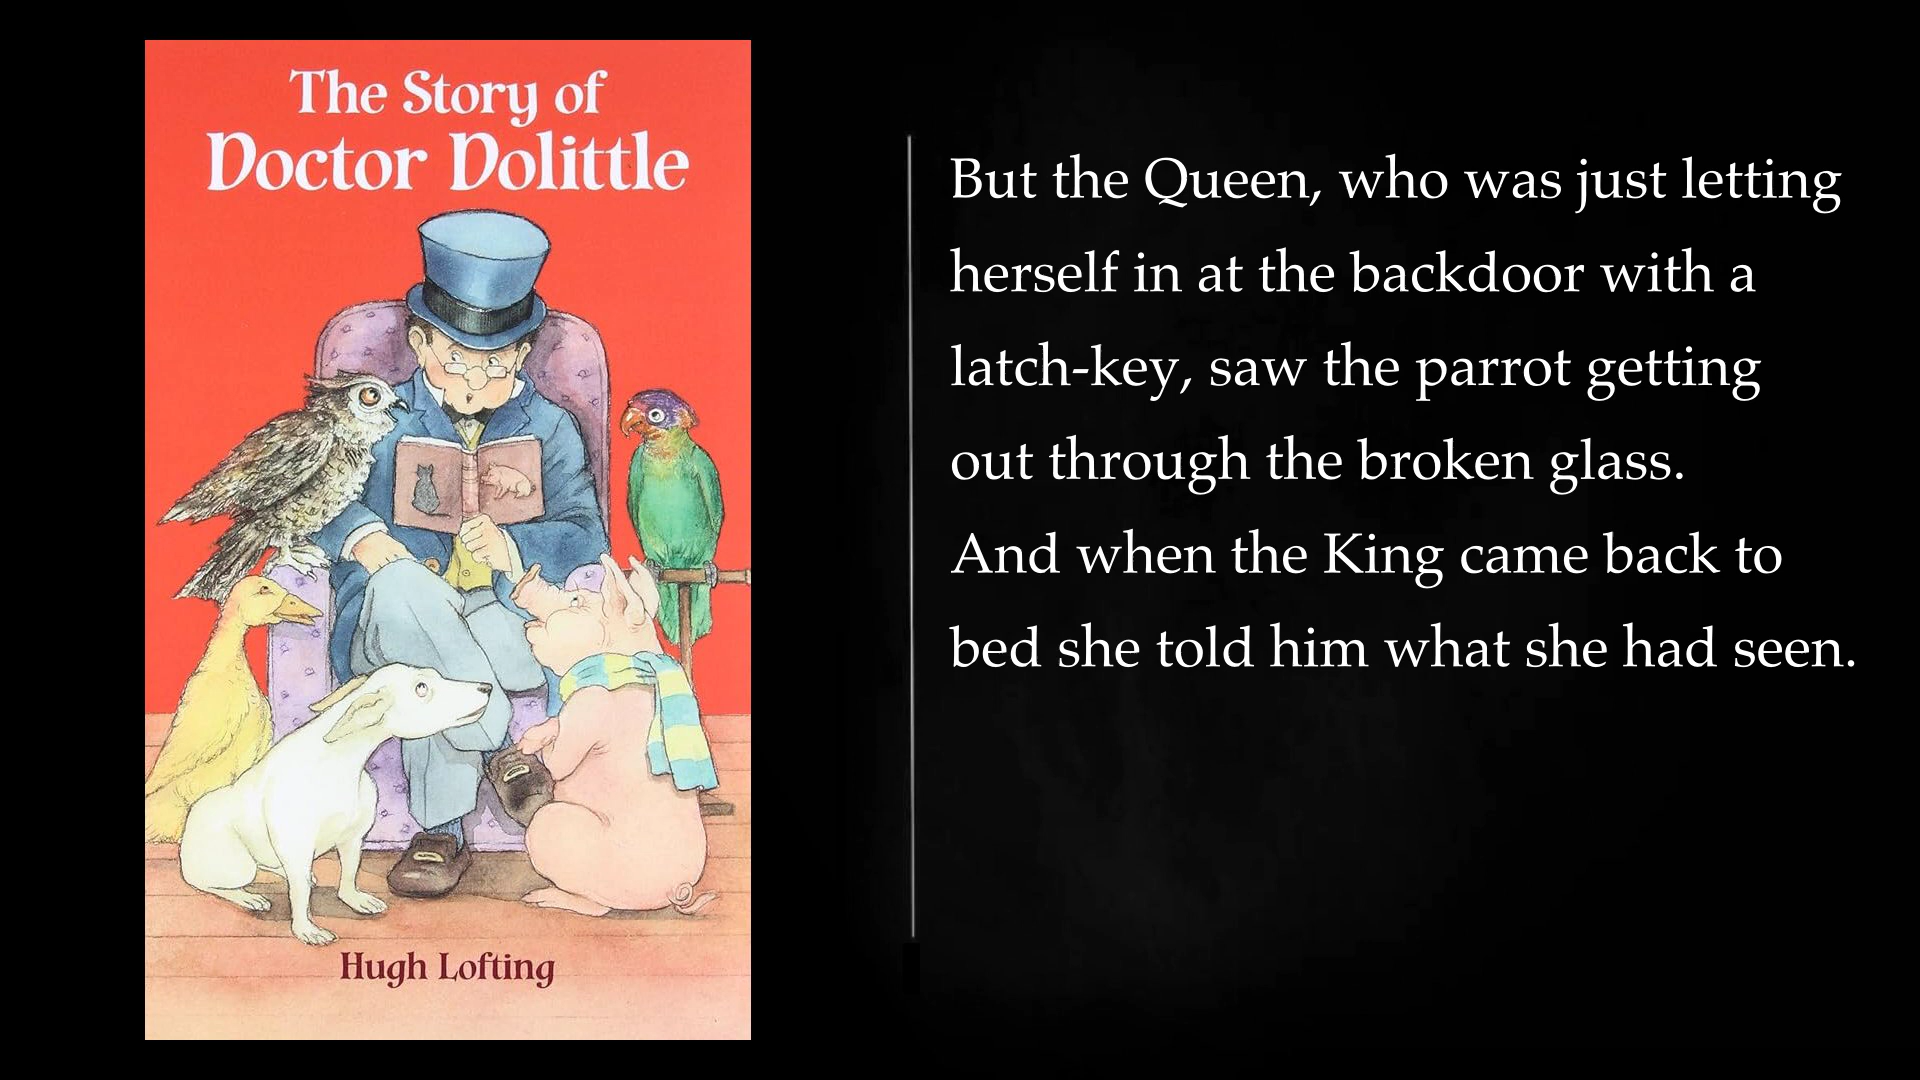 The Story of
Doctor Dolittle
Hugh Lofting
But the Queen, who was just letting
herself in at the backdoor with a
latch-key, saw the parrot getting
out through the broken glass.
And when the King came back to
bed she told him what she had seen.